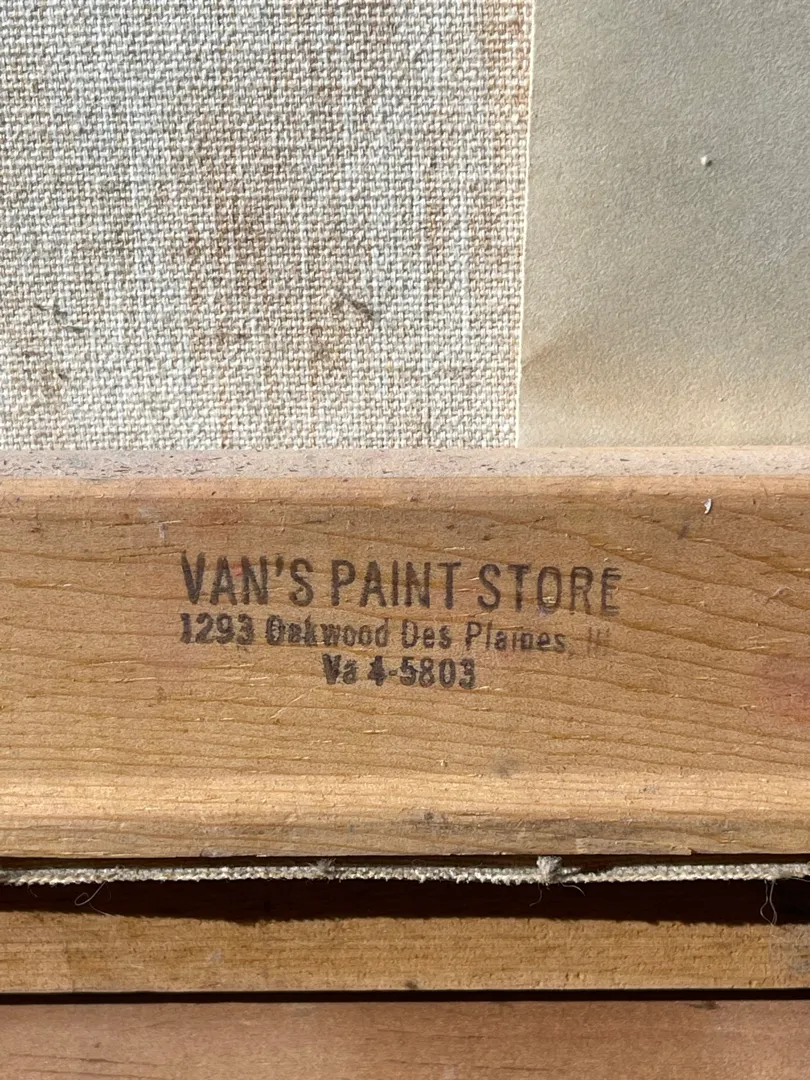 VAN'S PAINT STORE
1293 Oakwood Des Plaines, Ill
Va 4-5803